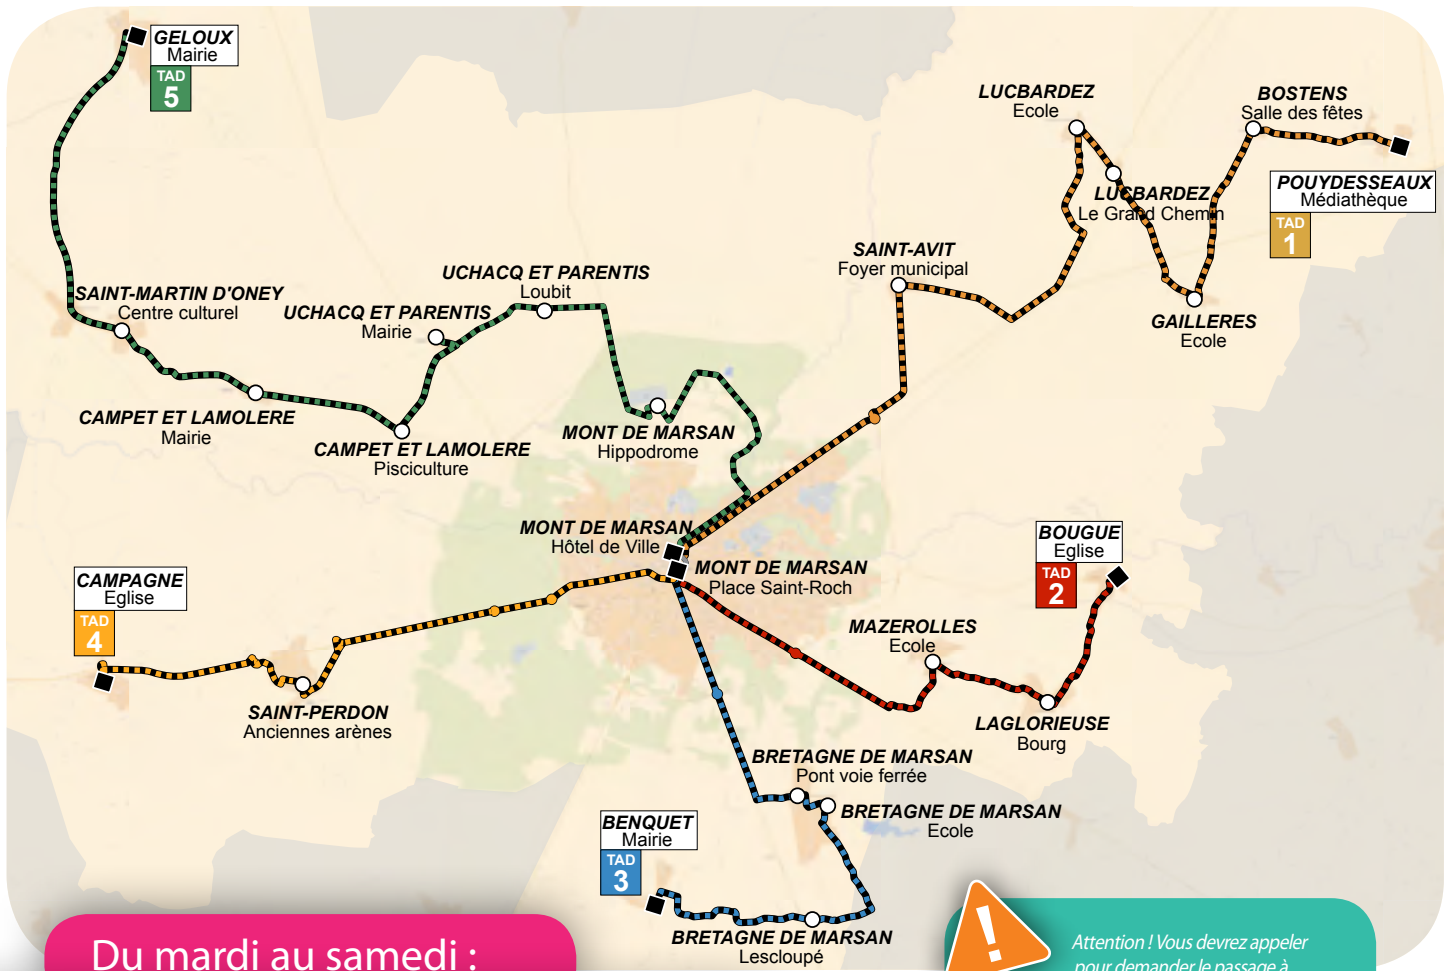 GELOUX
Mairie
TAD
5
LUCBARDEZ
Ecole
BOSTENS
Salle des fêtes
LUCBARDEZ
Le Grand Chemin
POUYDESSEAUX
Médiathèque
TAD
1
SAINT-AVIT
Foyer municipal
UCHACQ ET PARENTIS
Loubit
SAINT-MARTIN D'ONEY
Centre culturel
UCHACQ ET PARENTIS
Mairie
GAILLERES
Ecole
CAMPET ET LAMOLERE
Mairie
CAMPET ET LAMOLERE
Pisciculture
MONT DE MARSAN
Hippodrome
MONT DE MARSAN
Hôtel de Ville
MONT DE MARSAN
Place Saint-Roch
BOUGUE
Eglise
TAD
2
CAMPAGNE
Eglise
TAD
4
MAZEROLLES
Ecole
SAINT-PERDON
Anciennes arènes
LAGLORIEUSE
Bourg
BRETAGNE DE MARSAN
Pont voie ferrée
BRETAGNE DE MARSAN
Ecole
BENQUET
Mairie
TAD
3
BRETAGNE DE MARSAN
Lescloupé
Du mardi au samedi :
!
Attention ! Vous devrez appeler
pour demander le passage à